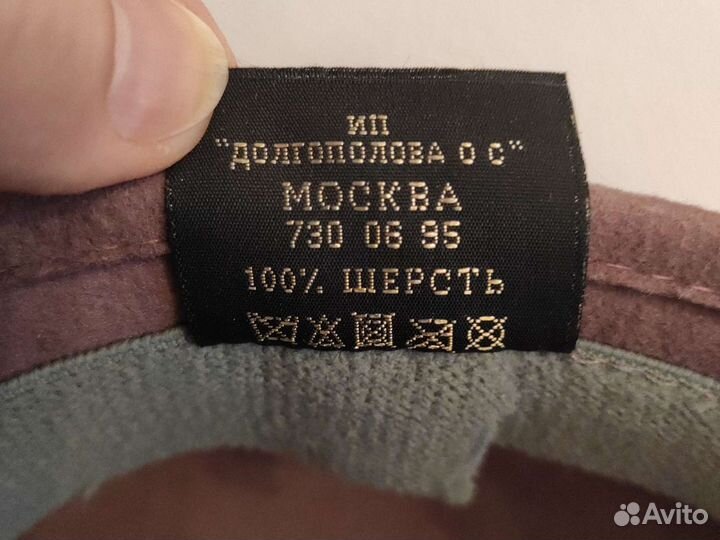 ИП
"ДОЛГОПОЛОВА О С"
МОСКВА
730 06 95
100% ШЕРСТЬ
Avito